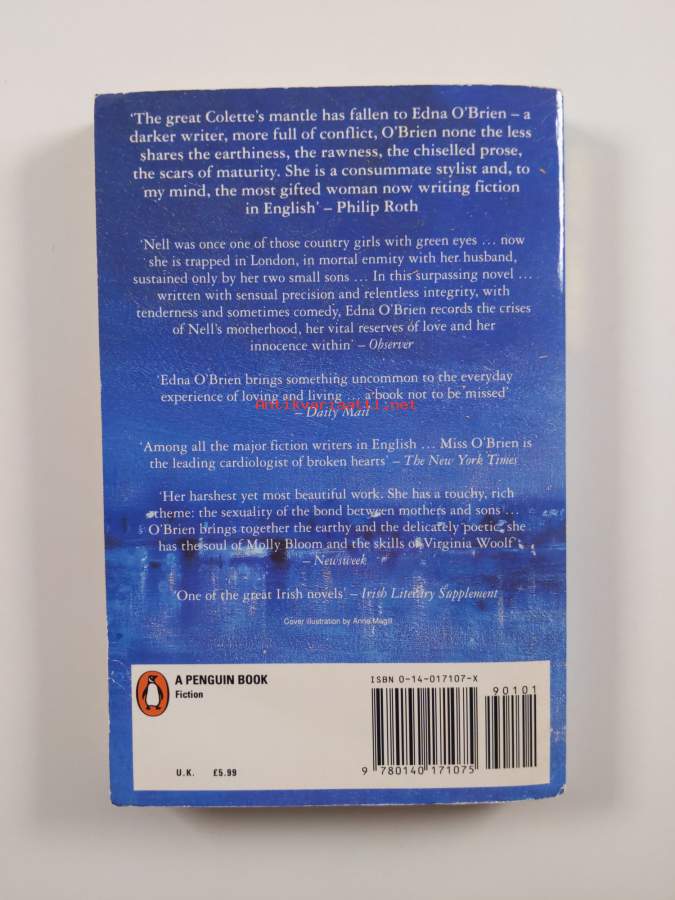 ‘The great Colette's mantle has fallen to Edna O'Brien – a
darker writer, more full of conflict, O'Brien none the less
shares the earthiness, the rawness, the chiselled prose,
the scars of maturity. She is a consummate stylist and, to
my mind, the most gifted woman now writing fiction
in English’ – Philip Roth
‘Nell was once one of those country girls with green eyes ... now
she is trapped in London, in mortal enmity with her husband,
sustained only by her two small sons ... In this surpassing novel ...
written with sensual precision and relentless integrity, with
tenderness and sometimes comedy, Edna O'Brien records the crises
of Nell's motherhood, her vital reserves of love and her
innocence within’ – Observer
‘Edna O'Brien brings something uncommon to the everyday
experience of loving and living ... a book not to be missed’
Antikvariaatti.net
– Daily Mail
‘Among all the major fiction writers in English ... Miss O'Brien is
the leading cardiologist of broken hearts’ – The New York Times
‘Her harshest yet most beautiful work. She has a touchy, rich
theme: the sexuality of the bond between mothers and sons ...
O'Brien brings together the earthy and the delicately poetic, she
has the soul of Molly Bloom and the skills of Virginia Woolf’
– Newsweek
‘One of the great Irish novels’ – Irish Literary Supplement
Cover illustration by Anne Magill
A PENGUIN BOOK
Fiction
ISBN 0-14-017107-X
90101
9 780140 171075
U.K. £5.99